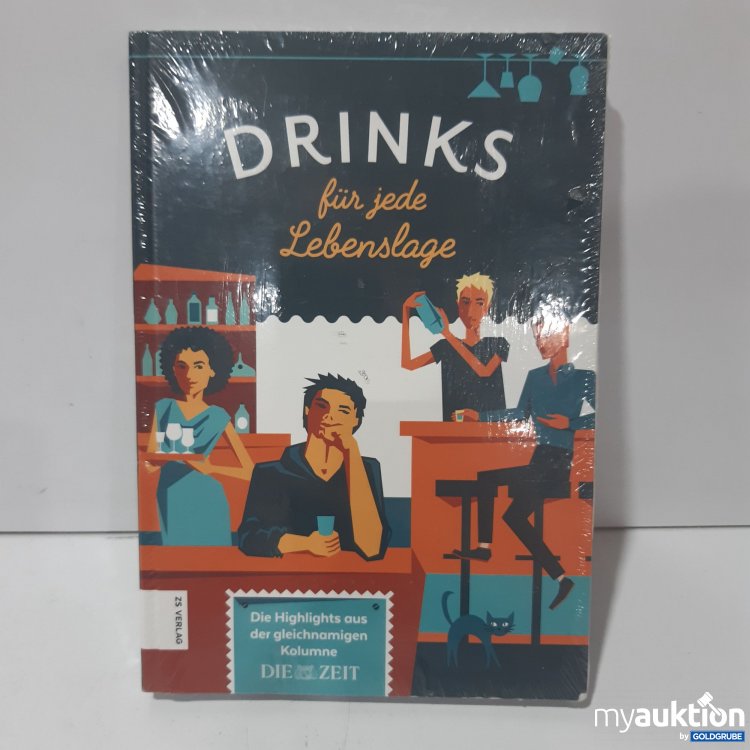 DRINKS
für jede
Lebenslage
ZS VERLAG
Die Highlights aus
der gleichnamigen
Kolumne
DIE ZEIT
myauktion
by GOLDGRUBE